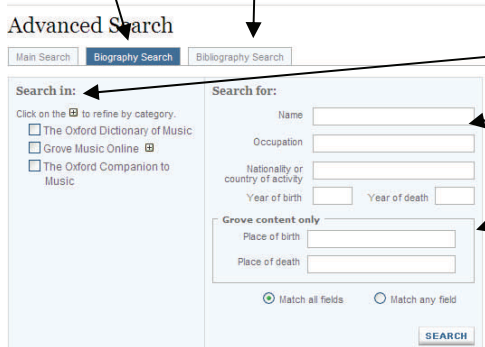 Advanced Search
Main Search Biography Search Bibliography Search
Search in:
Click on the ⊞ to refine by category.
The Oxford Dictionary of Music
Grove Music Online ⊞
The Oxford Companion to
Music
Search for:
Name
Occupation
Nationality or
country of activity
Year of birth Year of death
Grove content only
Place of birth
Place of death
Match all fields Match any field
SEARCH